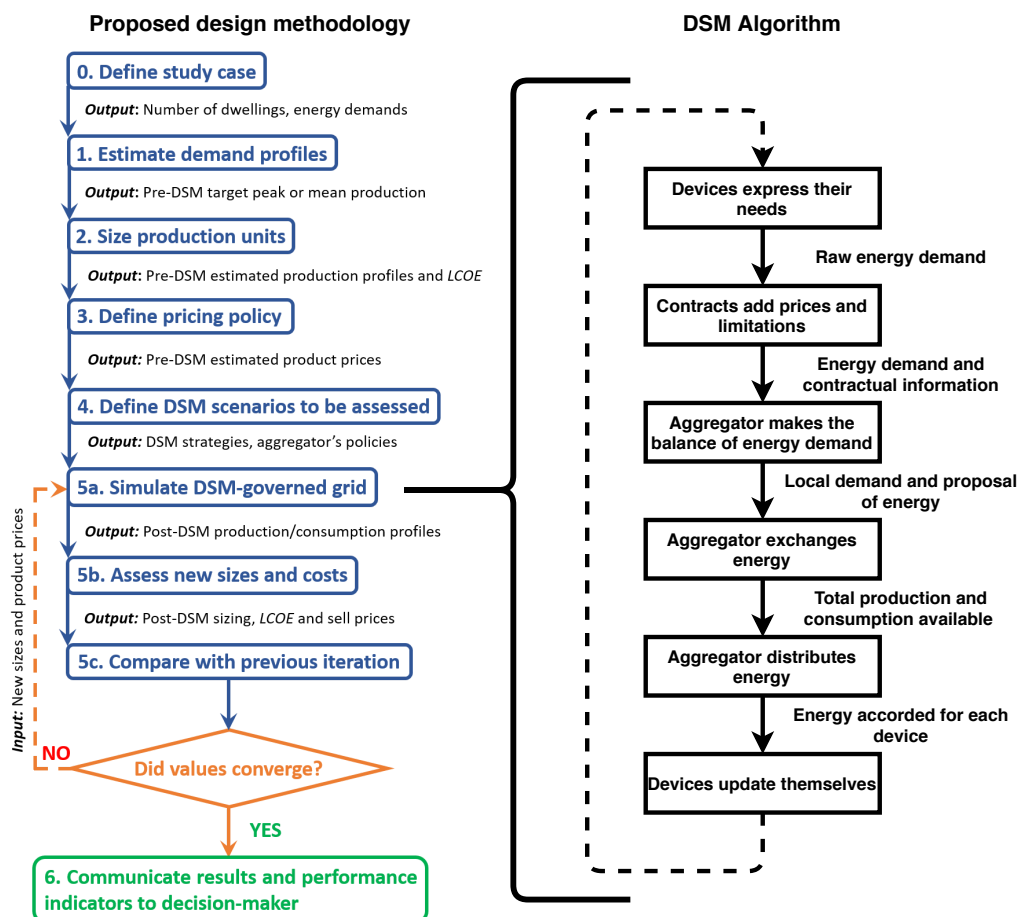 Proposed design methodology
0. Define study case
Output: Number of dwellings, energy demands
1. Estimate demand profiles
Output: Pre-DSM target peak or mean production
2. Size production units
Output: Pre-DSM estimated production profiles and LCOE
3. Define pricing policy
Output: Pre-DSM estimated product prices
4. Define DSM scenarios to be assessed
Output: DSM strategies, aggregator’s policies
5a. Simulate DSM-governed grid
Output: Post-DSM production/consumption profiles
5b. Assess new sizes and costs
Output: Post-DSM sizing, LCOE and sell prices
5c. Compare with previous iteration
Input: New sizes and product prices
Did values converge?
NO
YES
6. Communicate results and performance
indicators to decision-maker
DSM Algorithm
Devices express their
needs
Raw energy demand
Contracts add prices and
limitations
Energy demand and
contractual information
Aggregator makes the
balance of energy demand
Local demand and proposal
of energy
Aggregator exchanges
energy
Total production and
consumption available
Aggregator distributes
energy
Energy accorded for each
device
Devices update themselves